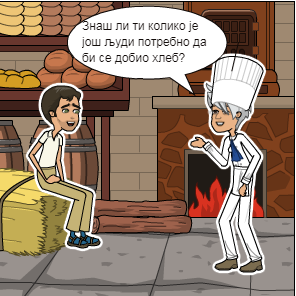 Знаш ли ти колико је
још људи потребно да
би се добио хлеб?